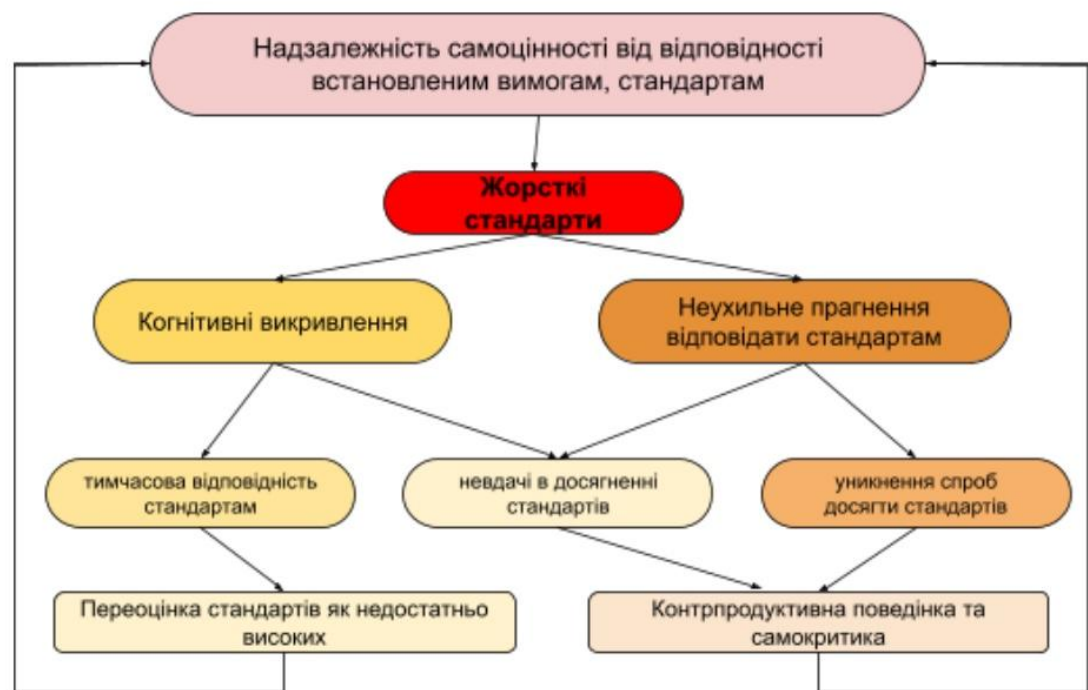 Надзалежність самоцінності від відповідності
встановленим вимогам, стандартам
Жорсткі
стандарти
Когнітивні викривлення
Неухильне прагнення
відповідати стандартам
тимчасова відповідність
стандартам
невдачі в досягненні
стандартів
уникнення спроб
досягти стандартів
Переоцінка стандартів як недостатньо
високих
Контрпродуктивна поведінка та
самокритика